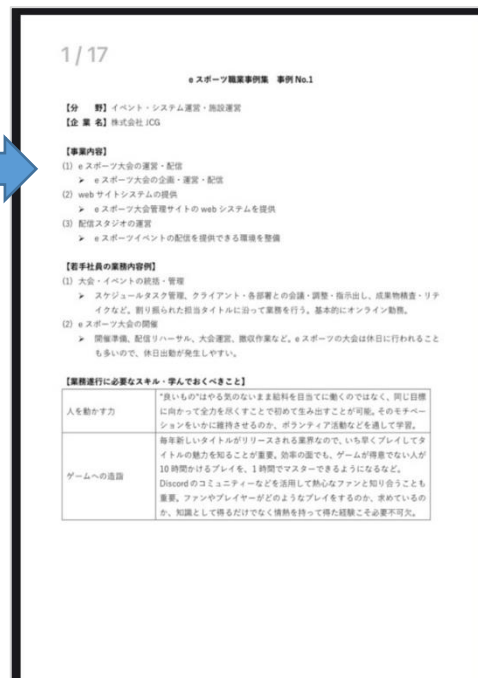 1/17
eスポーツ職業事例集 事例 No.1
【分 野】イベント・システム運営・施設運営
【企 業 名】株式会社 JCG
【事業内容】
(1) eスポーツ大会の運営・配信
➢ eスポーツ大会の企画・運営・配信
(2) webサイトシステムの提供
➢ eスポーツ大会管理サイトのwebシステムを提供
(3) 配信スタジオの運営
➢ eスポーツイベントの配信を提供できる環境を整備
【若手社員の業務内容例】
(1) 大会・イベントの統括・管理
➢ スケジュールタスク管理、クライアント・各部署との会議・調整・指示出し、成果物精査・リテ
イクなど。割り振られた担当タイトルに沿って業務を行う。基本的にオンライン勤務。
(2) eスポーツ大会の開催
➢ 開催準備、配信リハーサル、大会運営、撤収作業など。eスポーツの大会は休日に行われること
も多いので、休日出勤が発生しやすい。
【業務遂行に必要なスキル・学んでおくべきこと】
人を動かす力
"良いもの"はやる気のないまま給料を目当てに働くのではなく、同じ目標
に向かって全力を尽くすことで初めて生み出すことが可能。そのモチベー
ションをいかに維持させるのか、ボランティア活動などを通して学習。
ゲームへの造詣
毎年新しいタイトルがリリースされる業界なので、いち早くプレイしてタ
イトルの魅力を知ることが重要。効率の面でも、ゲームが得意でない人が
10時間かけるプレイを、1時間でマスターできるようになるなど。
Discordのコミュニティーなどを活用して熱心なファンと知り合うことも
重要。ファンやプレイヤーがどのようなプレイをするのか、求めているの
か、知識として得るだけでなく情熱を持って得た経験こそ必要不可欠。